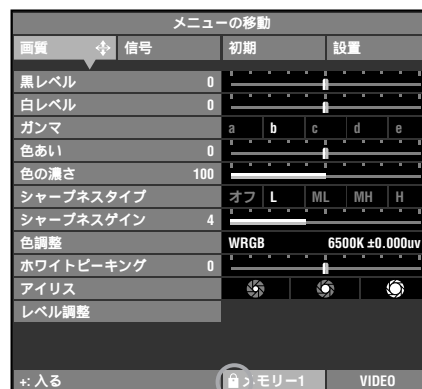 メニューの移動
画質 信号 初期 設置
黒レベル 0
白レベル 0
ガンマ a b c d e
色あい 0
色の濃さ 100
シャープネスタイプ オフ L ML MH H
シャープネスゲイン 4
色調整 WRGB 6500K ±0.000uv
ホワイトピーキング 0
アイリス
レベル調整
+: 入る メモリー1 VIDEO